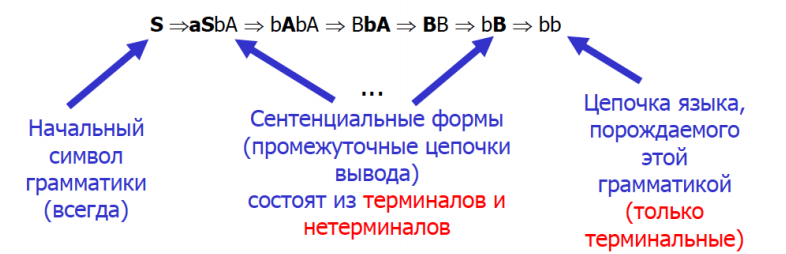 S ⇒aSbA ⇒ bAbA ⇒ BbA ⇒ BB ⇒ bB ⇒ bb
...
Начальный
символ
грамматики
(всегда)
Сентенциальные формы
(промежуточные цепочки
вывода)
состоят из терминалов и
нетерминалов
Цепочка языка,
порождаемого
этой
грамматикой
(только
терминальные)